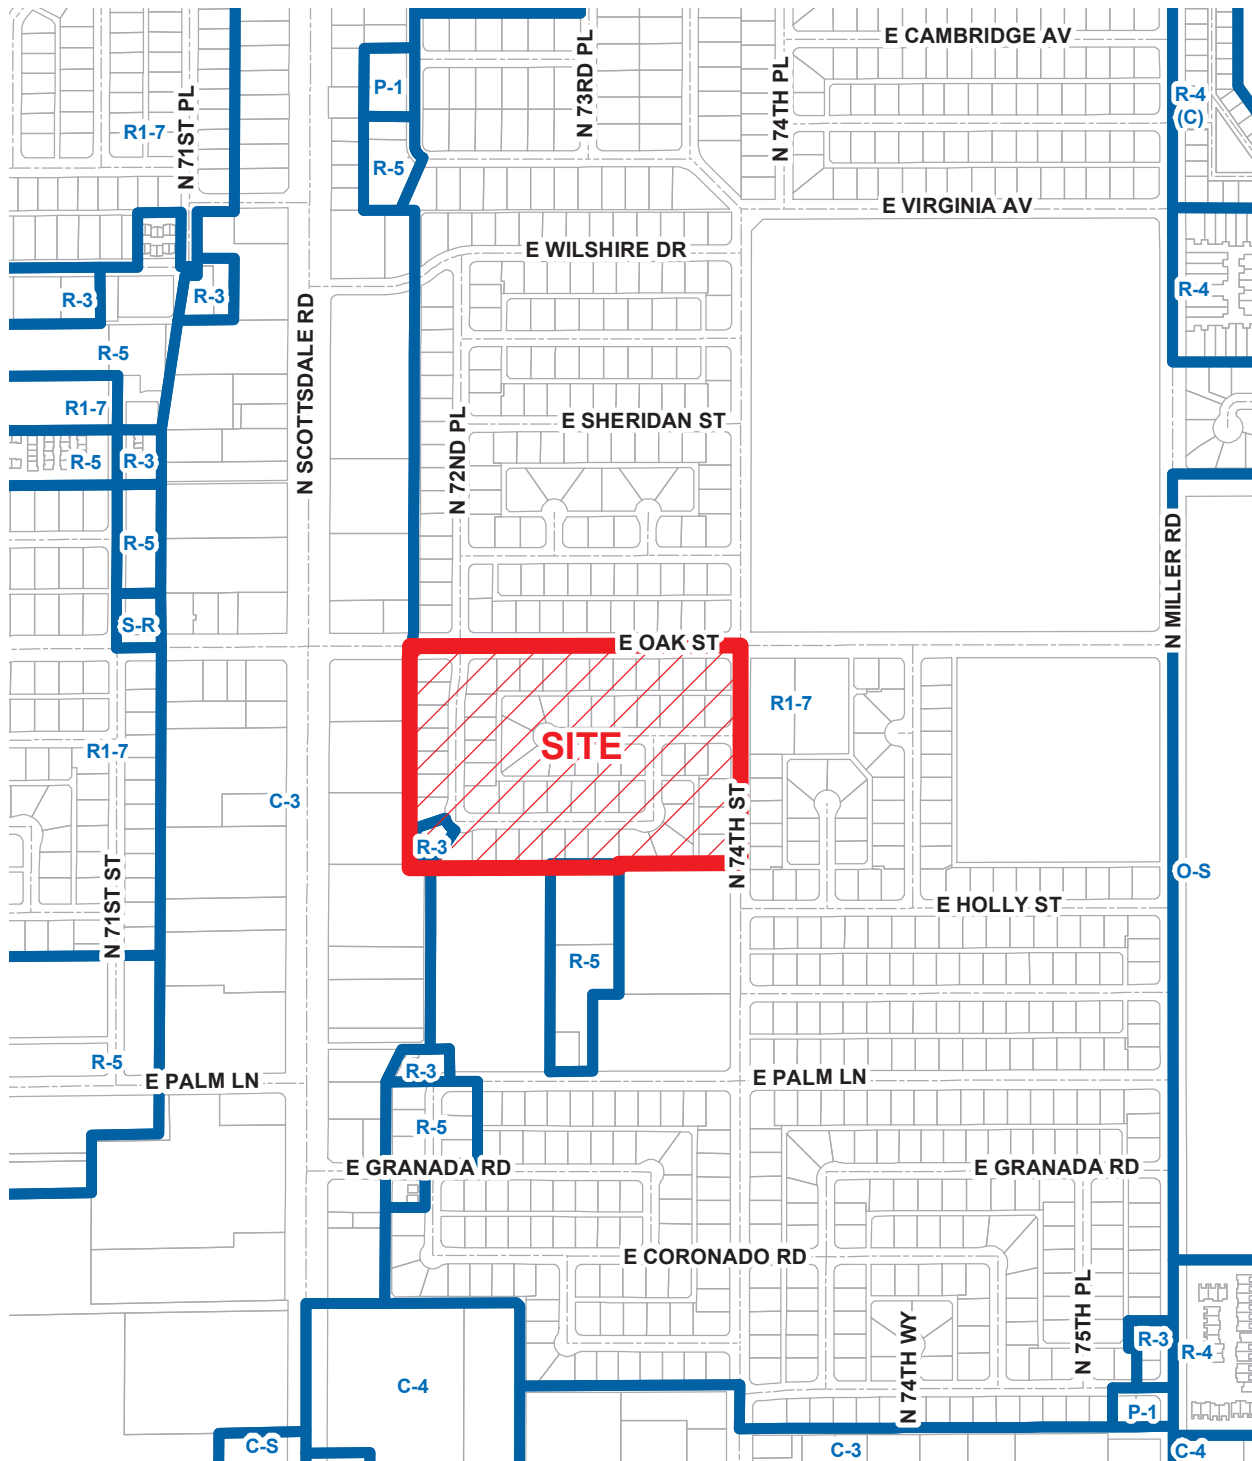 E CAMBRIDGE AV
N 73RD PL
N 74TH PL
P-1
R-4
(C)
R1-7
N 71ST PL
R-5
E VIRGINIA AV
E WILSHIRE DR
R-3
R-3
R-4
N SCOTTSDALE RD
R-5
R1-7
E SHERIDAN ST
N 72ND PL
R-5
R-3
R-5
N MILLER RD
S-R
E OAK ST
R1-7
SITE
R1-7
C-3
N 74TH ST
R-3
O-S
N 71ST ST
E HOLLY ST
R-5
R-5
R-3
E PALM LN
E PALM LN
R-5
E GRANADA RD
E GRANADA RD
E CORONADO RD
N 75TH PL
N 74TH WY
R-3
R-4
C-4
P-1
C-S
C-3
C-4